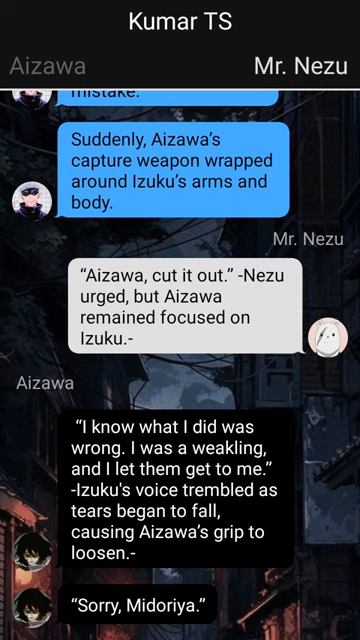 Kumar TS
Aizawa
Mr. Nezu
mistake.
Suddenly, Aizawa’s
capture weapon wrapped
around Izuku’s arms and
body.
Mr. Nezu
“Aizawa, cut it out.” -Nezu
urged, but Aizawa
remained focused on
Izuku.-
Aizawa
“I know what I did was
wrong. I was a weakling,
and I let them get to me.”
-Izuku's voice trembled as
tears began to fall,
causing Aizawa’s grip to
loosen.-
“Sorry, Midoriya.”